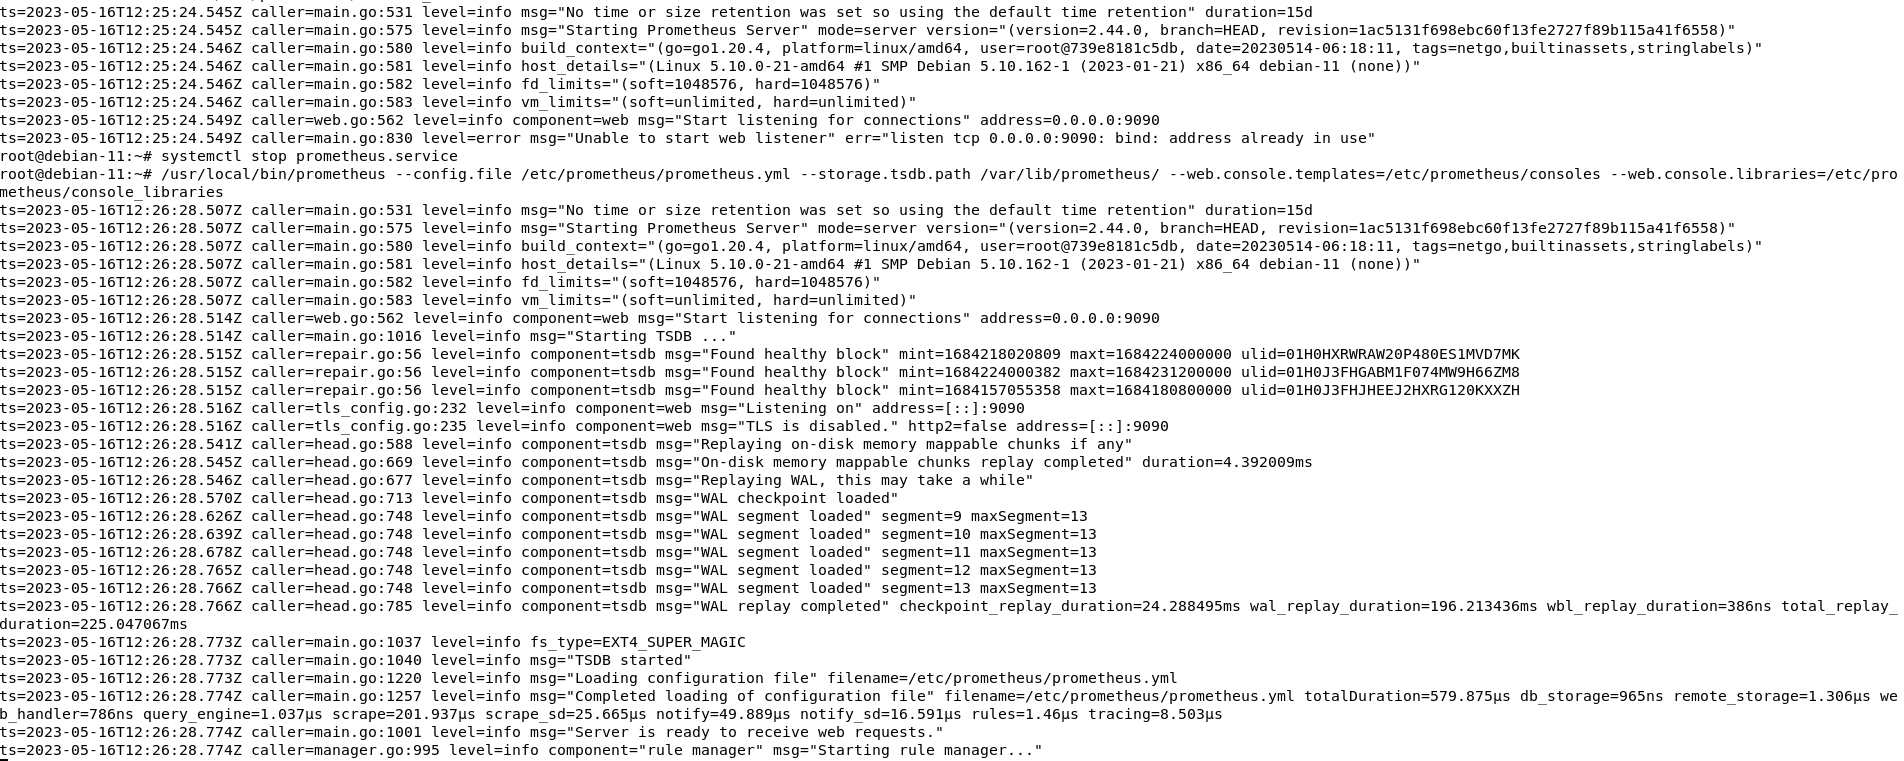 ts=2023-05-16T12:25:24.545Z caller=main.go:531 level=info msg="No time or size retention was set so using the default time retention" duration=15d
ts=2023-05-16T12:25:24.545Z caller=main.go:575 level=info msg="Starting Prometheus Server" mode=server version="(version=2.44.0, branch=HEAD, revision=1ac5131f698ebc60f13fe2727f89b115a41f6558)"
ts=2023-05-16T12:25:24.546Z caller=main.go:580 level=info build_context="(go=go1.20.4, platform=linux/amd64, user=root@739e8181c5db, date=20230514-06:18:11, tags=netgo,builtinassets,stringlabels)"
ts=2023-05-16T12:25:24.546Z caller=main.go:581 level=info host_details="(Linux 5.10.0-21-amd64 #1 SMP Debian 5.10.162-1 (2023-01-21) x86_64 debian-11 (none))"
ts=2023-05-16T12:25:24.546Z caller=main.go:582 level=info fd_limits="(soft=1048576, hard=1048576)"
ts=2023-05-16T12:25:24.546Z caller=main.go:583 level=info vm_limits="(soft=unlimited, hard=unlimited)"
ts=2023-05-16T12:25:24.549Z caller=web.go:562 level=info component=web msg="Start listening for connections" address=0.0.0.0:9090
ts=2023-05-16T12:25:24.549Z caller=main.go:830 level=error msg="Unable to start web listener" err="listen tcp 0.0.0.0:9090: bind: address already in use"
root@debian-11:~# systemctl stop prometheus.service
root@debian-11:~# /usr/local/bin/prometheus --config.file /etc/prometheus/prometheus.yml --storage.tsdb.path /var/lib/prometheus/ --web.console.templates=/etc/prometheus/consoles --web.console.libraries=/etc/pro
metheus/console_libraries
ts=2023-05-16T12:26:28.507Z caller=main.go:531 level=info msg="No time or size retention was set so using the default time retention" duration=15d
ts=2023-05-16T12:26:28.507Z caller=main.go:575 level=info msg="Starting Prometheus Server" mode=server version="(version=2.44.0, branch=HEAD, revision=1ac5131f698ebc60f13fe2727f89b115a41f6558)"
ts=2023-05-16T12:26:28.507Z caller=main.go:580 level=info build_context="(go=go1.20.4, platform=linux/amd64, user=root@739e8181c5db, date=20230514-06:18:11, tags=netgo,builtinassets,stringlabels)"
ts=2023-05-16T12:26:28.507Z caller=main.go:581 level=info host_details="(Linux 5.10.0-21-amd64 #1 SMP Debian 5.10.162-1 (2023-01-21) x86_64 debian-11 (none))"
ts=2023-05-16T12:26:28.507Z caller=main.go:582 level=info fd_limits="(soft=1048576, hard=1048576)"
ts=2023-05-16T12:26:28.507Z caller=main.go:583 level=info vm_limits="(soft=unlimited, hard=unlimited)"
ts=2023-05-16T12:26:28.514Z caller=web.go:562 level=info component=web msg="Start listening for connections" address=0.0.0.0:9090
ts=2023-05-16T12:26:28.514Z caller=main.go:1016 level=info msg="Starting TSDB ..."
ts=2023-05-16T12:26:28.515Z caller=repair.go:56 level=info component=tsdb msg="Found healthy block" mint=1684218020809 maxt=1684224000000 ulid=01H0HXRWRAW20P480ES1MVD7MK
ts=2023-05-16T12:26:28.515Z caller=repair.go:56 level=info component=tsdb msg="Found healthy block" mint=1684224000382 maxt=1684231200000 ulid=01H0J3FHGABM1F074MW9H66ZM8
ts=2023-05-16T12:26:28.515Z caller=repair.go:56 level=info component=tsdb msg="Found healthy block" mint=1684157055358 maxt=1684180800000 ulid=01H0J3FHJHEEJ2HXRG120KXXZH
ts=2023-05-16T12:26:28.516Z caller=tls_config.go:232 level=info component=web msg="Listening on" address=[::]:9090
ts=2023-05-16T12:26:28.516Z caller=tls_config.go:235 level=info component=web msg="TLS is disabled." http2=false address=[::]:9090
ts=2023-05-16T12:26:28.541Z caller=head.go:588 level=info component=tsdb msg="Replaying on-disk memory mappable chunks if any"
ts=2023-05-16T12:26:28.545Z caller=head.go:669 level=info component=tsdb msg="On-disk memory mappable chunks replay completed" duration=4.392009ms
ts=2023-05-16T12:26:28.546Z caller=head.go:677 level=info component=tsdb msg="Replaying WAL, this may take a while"
ts=2023-05-16T12:26:28.570Z caller=head.go:713 level=info component=tsdb msg="WAL checkpoint loaded"
ts=2023-05-16T12:26:28.626Z caller=head.go:748 level=info component=tsdb msg="WAL segment loaded" segment=9 maxSegment=13
ts=2023-05-16T12:26:28.639Z caller=head.go:748 level=info component=tsdb msg="WAL segment loaded" segment=10 maxSegment=13
ts=2023-05-16T12:26:28.678Z caller=head.go:748 level=info component=tsdb msg="WAL segment loaded" segment=11 maxSegment=13
ts=2023-05-16T12:26:28.765Z caller=head.go:748 level=info component=tsdb msg="WAL segment loaded" segment=12 maxSegment=13
ts=2023-05-16T12:26:28.766Z caller=head.go:748 level=info component=tsdb msg="WAL segment loaded" segment=13 maxSegment=13
ts=2023-05-16T12:26:28.766Z caller=head.go:785 level=info component=tsdb msg="WAL replay completed" checkpoint_replay_duration=24.288495ms wal_replay_duration=196.213436ms wbl_replay_duration=386ns total_replay_
duration=225.047067ms
ts=2023-05-16T12:26:28.773Z caller=main.go:1037 level=info fs_type=EXT4_SUPER_MAGIC
ts=2023-05-16T12:26:28.773Z caller=main.go:1040 level=info msg="TSDB started"
ts=2023-05-16T12:26:28.773Z caller=main.go:1220 level=info msg="Loading configuration file" filename=/etc/prometheus/prometheus.yml
ts=2023-05-16T12:26:28.774Z caller=main.go:1257 level=info msg="Completed loading of configuration file" filename=/etc/prometheus/prometheus.yml totalDuration=579.875µs db_storage=965ns remote_storage=1.306µs we
b_handler=786ns query_engine=1.037µs scrape=201.937µs scrape_sd=25.665µs notify=49.889µs notify_sd=16.591µs rules=1.46µs tracing=8.503µs
ts=2023-05-16T12:26:28.774Z caller=main.go:1001 level=info msg="Server is ready to receive web requests."
ts=2023-05-16T12:26:28.774Z caller=manager.go:995 level=info component="rule manager" msg="Starting rule manager..."